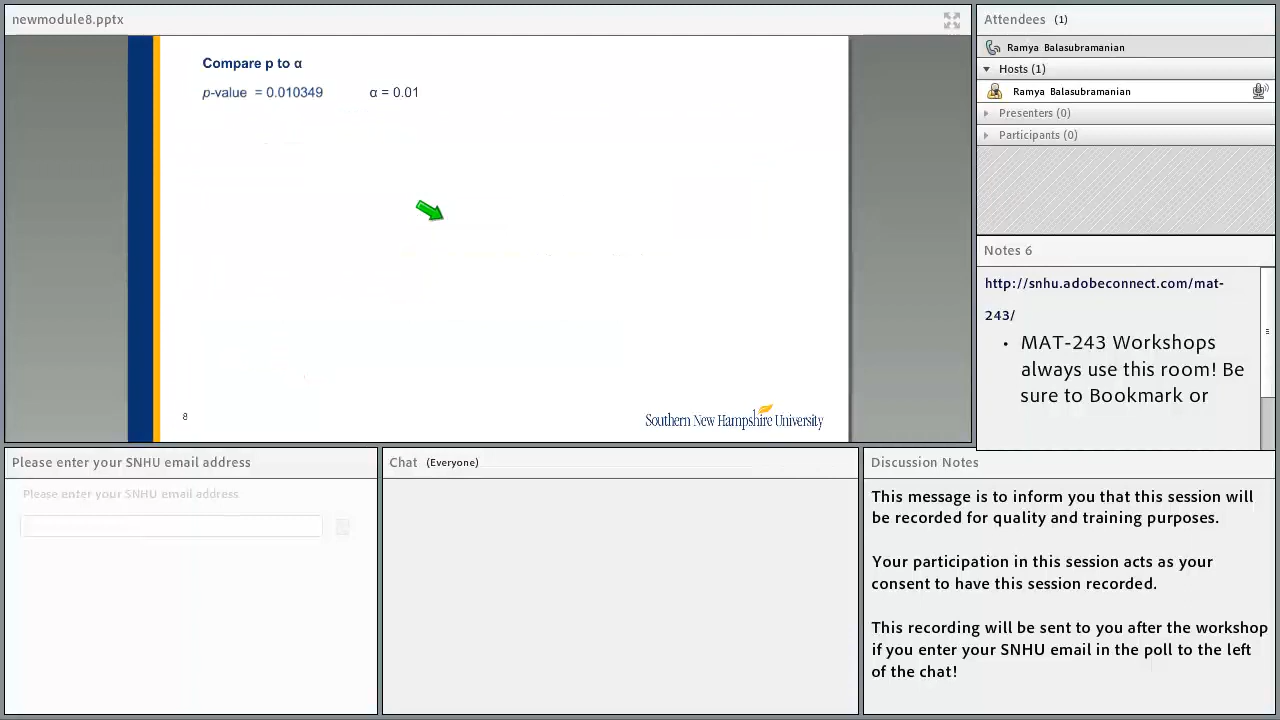 newmodule8.pptx
Compare p to α
p-value = 0.010349 α = 0.01
8
Southern New Hampshire University
Attendees (1)
Ramya Balasubramanian
Hosts (1)
Ramya Balasubramanian
Presenters (0)
Participants (0)
Notes 6
http://snhu.adobeconnect.com/mat-
243/
• MAT-243 Workshops
always use this room! Be
sure to Bookmark or
Please enter your SNHU email address
Please enter your SNHU email address
Chat (Everyone)
Discussion Notes
This message is to inform you that this session will
be recorded for quality and training purposes.
Your participation in this session acts as your
consent to have this session recorded.
This recording will be sent to you after the workshop
if you enter your SNHU email in the poll to the left
of the chat!